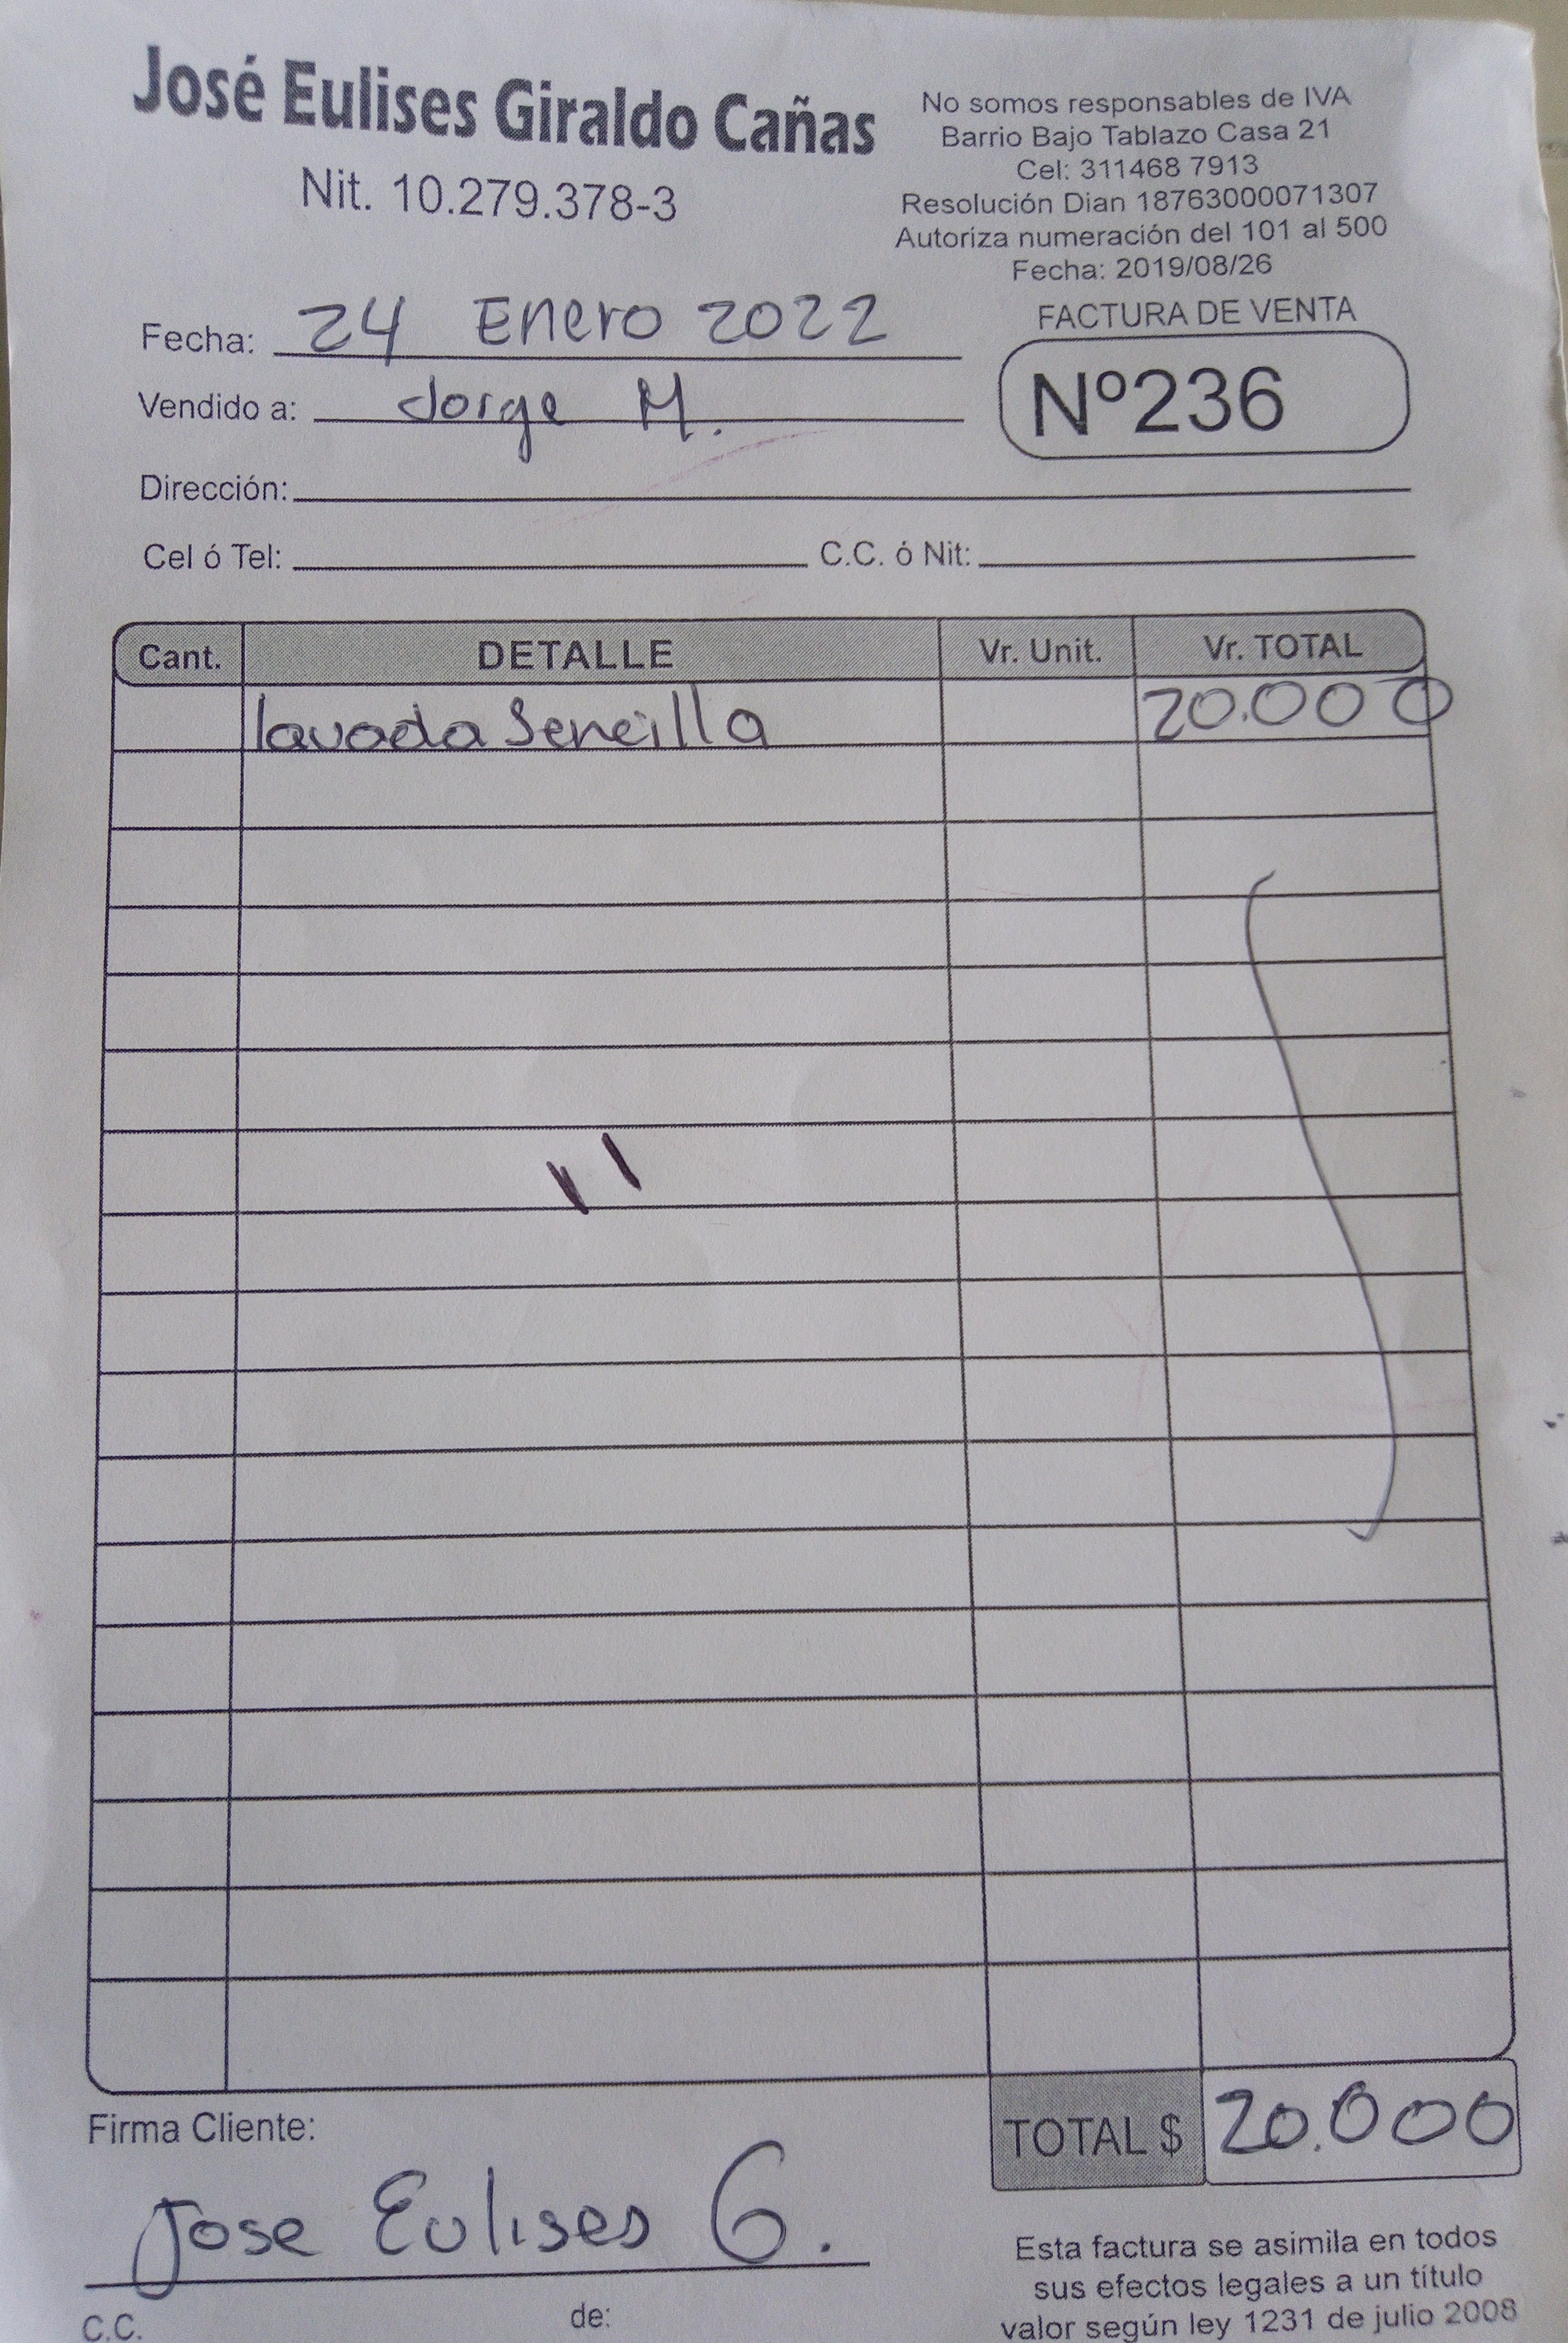 José Eulises Giraldo Cañas
Nit. 10.279.378-3
No somos responsables de IVA
Barrio Bajo Tablazo Casa 21
Cel: 311468 7913
Resolución Dian 18763000071307
Autoriza numeración del 101 al 500
Fecha: 2019/08/26
FACTURA DE VENTA
Nº236
Fecha: 24 Enero 2022
Vendido a: Jorge M.
Dirección:
Cel ó Tel: C.C. ó Nit:
Cant. DETALLE Vr. Unit. Vr. TOTAL
lavada Sencilla 20.000
TOTAL $ 20.000
Firma Cliente:
Jose Eulises G.
C.C. de:
Esta factura se asimila en todos
sus efectos legales a un título
valor según ley 1231 de julio 2008